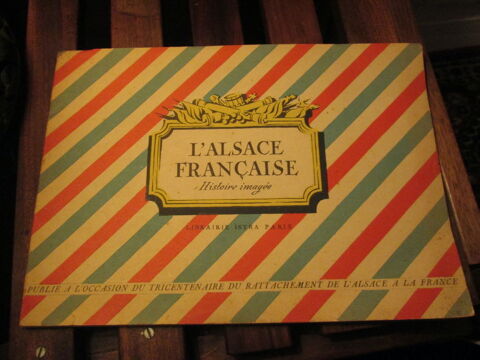 L'ALSACE
FRANÇAISE
Histoire imagée
LIBRAIRIE ISTRA PARIS
PUBLIÉ A L'OCCASION DU TRICENTENAIRE DU RATTACHEMENT DE L'ALSACE A LA FRANCE